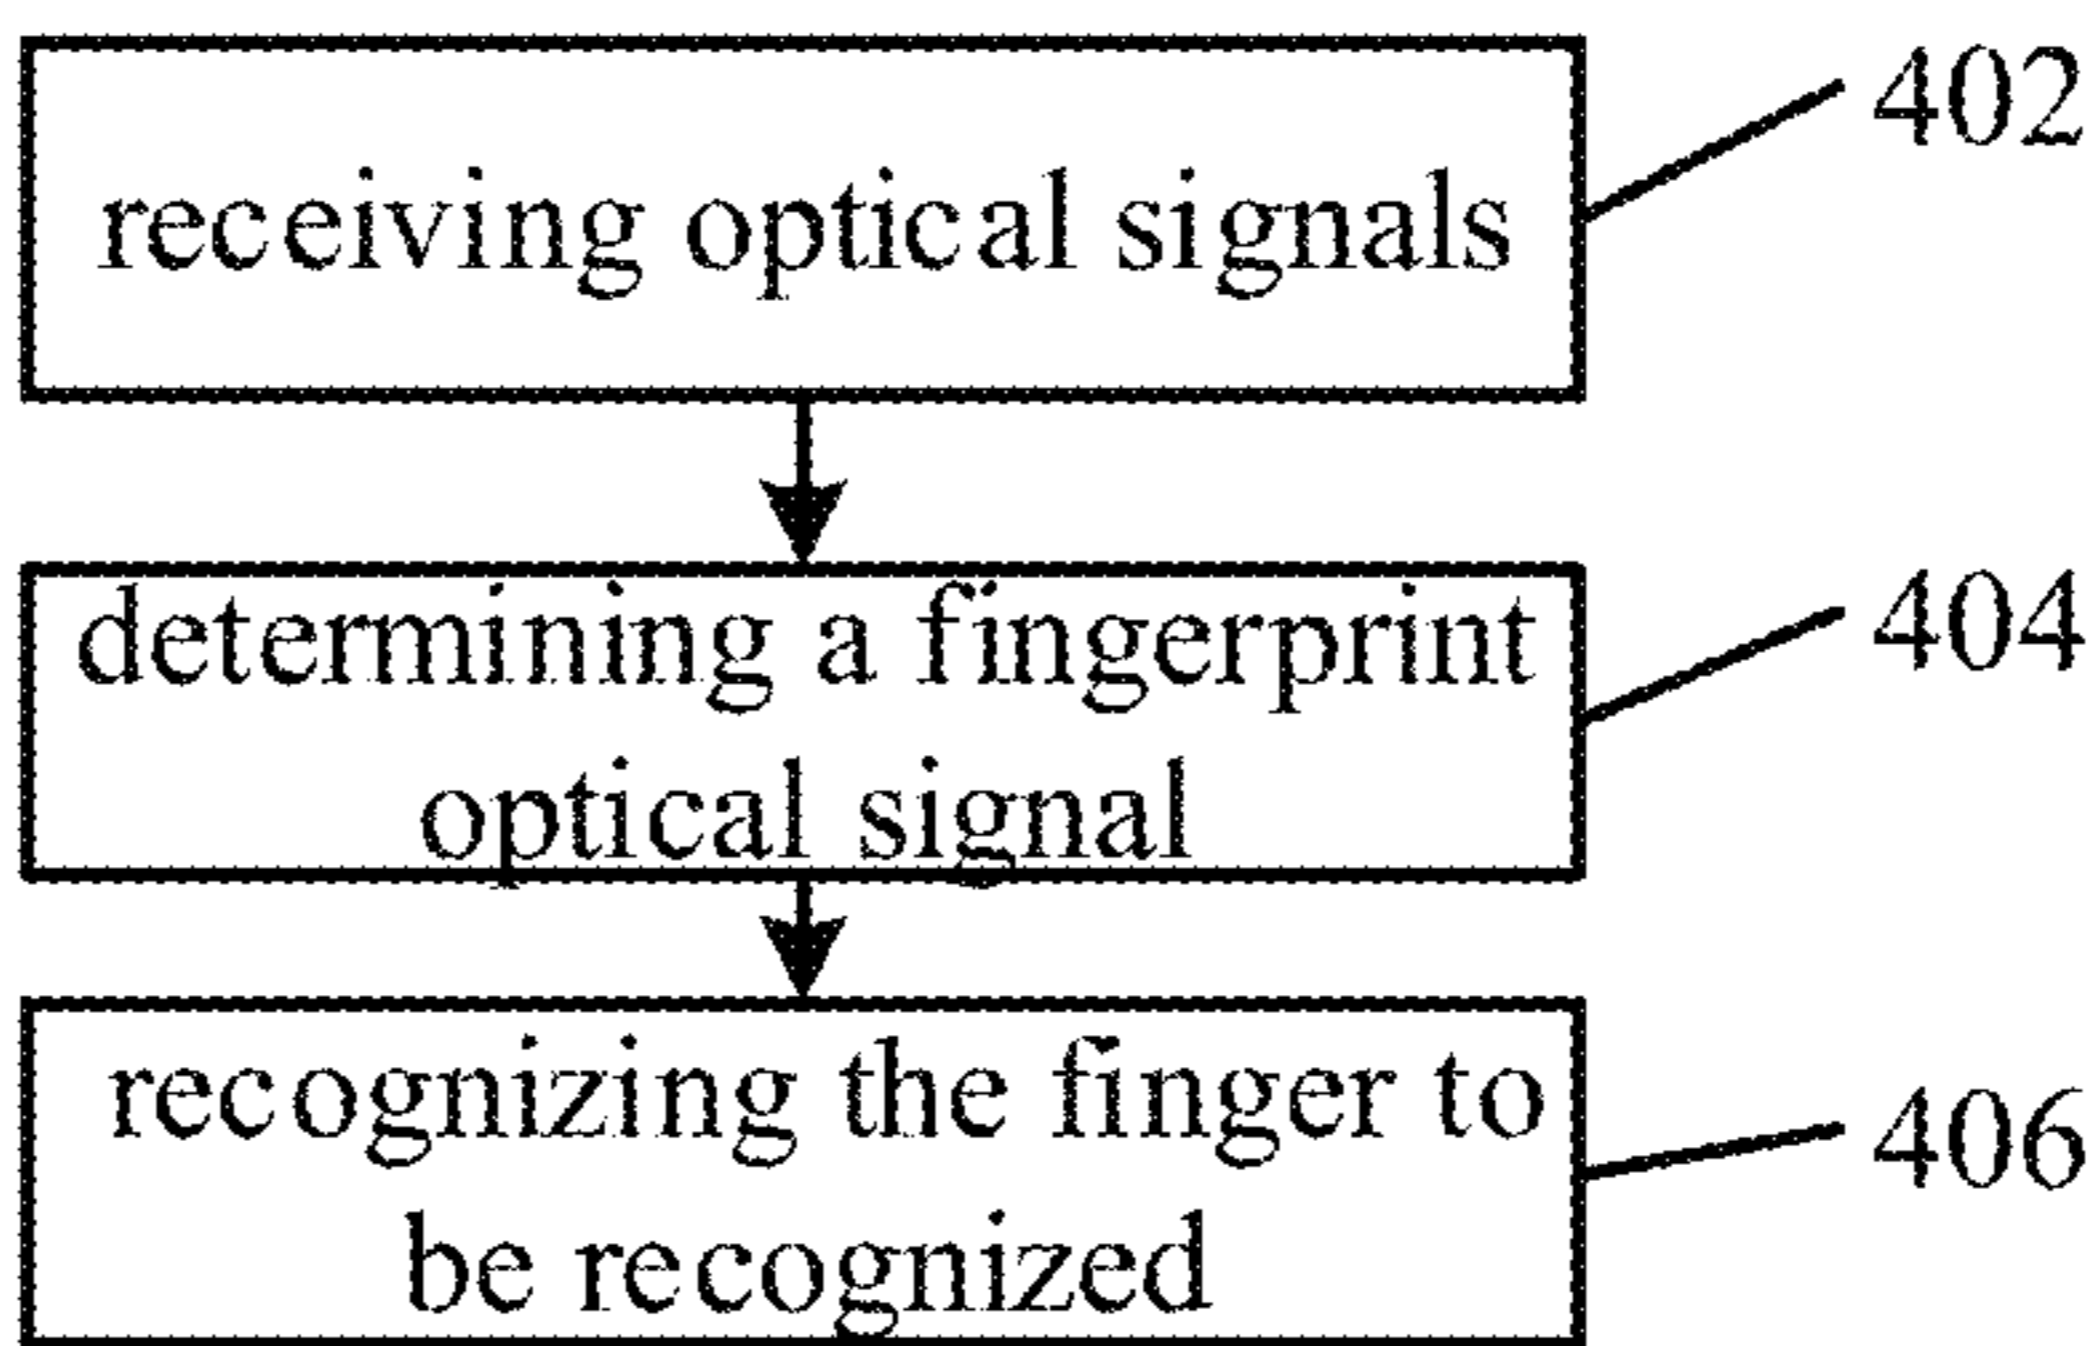 receiving optical signals
402
determining a fingerprint
optical signal
404
recognizing the finger to
be recognized
406